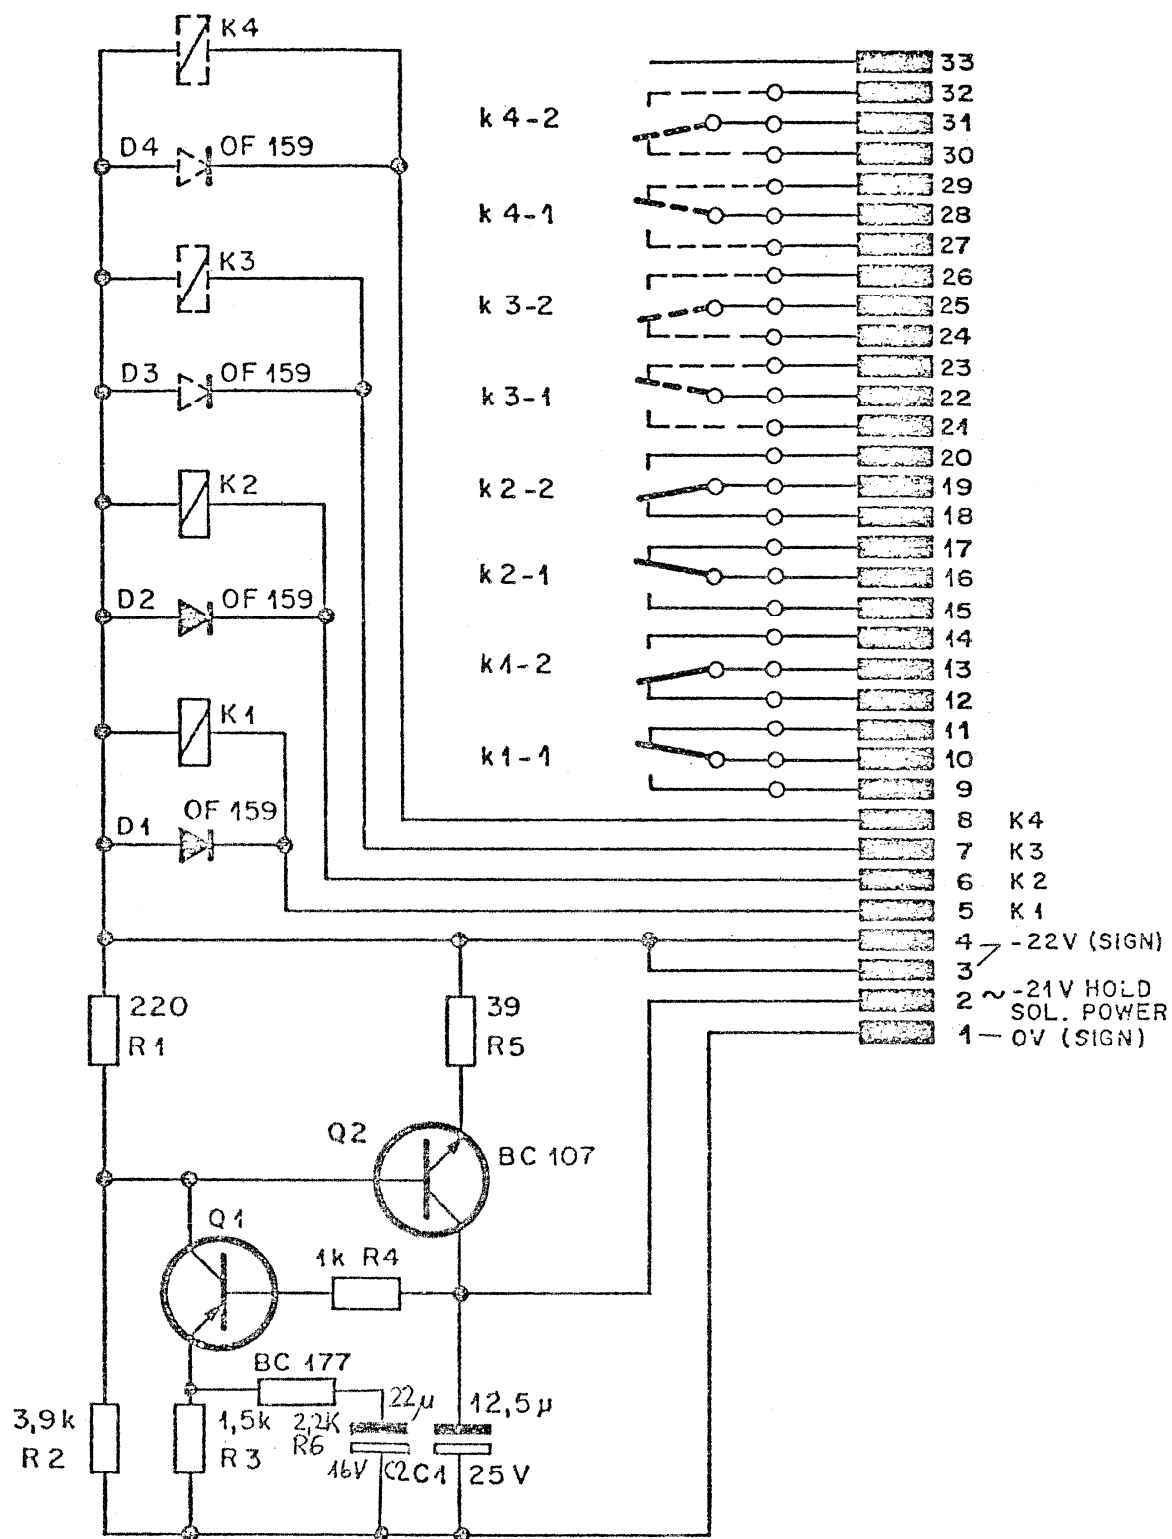 K4
33
32
k 4-2
31
D4
OF 159
30
29
k 4-1
28
27
K3
26
k 3-2
25
24
D3
OF 159
23
k 3-1
22
21
20
K2
k2-2
19
18
17
k2-1
16
D2
OF 159
15
14
k1-2
13
12
K1
11
k1-1
10
9
OF 159
D1
8 K4
7 K3
6 K2
5 K1
4 -22V (SIGN)
3
2 ~ -21V HOLD
SOL. POWER
1 — 0V (SIGN)
220
R1
39
R5
Q2
BC 107
Q1
1k R4
BC 177
22µ
12,5µ
3,9k
R2
1,5k
R3
2,2K
R6
16V
C2
C1
25V